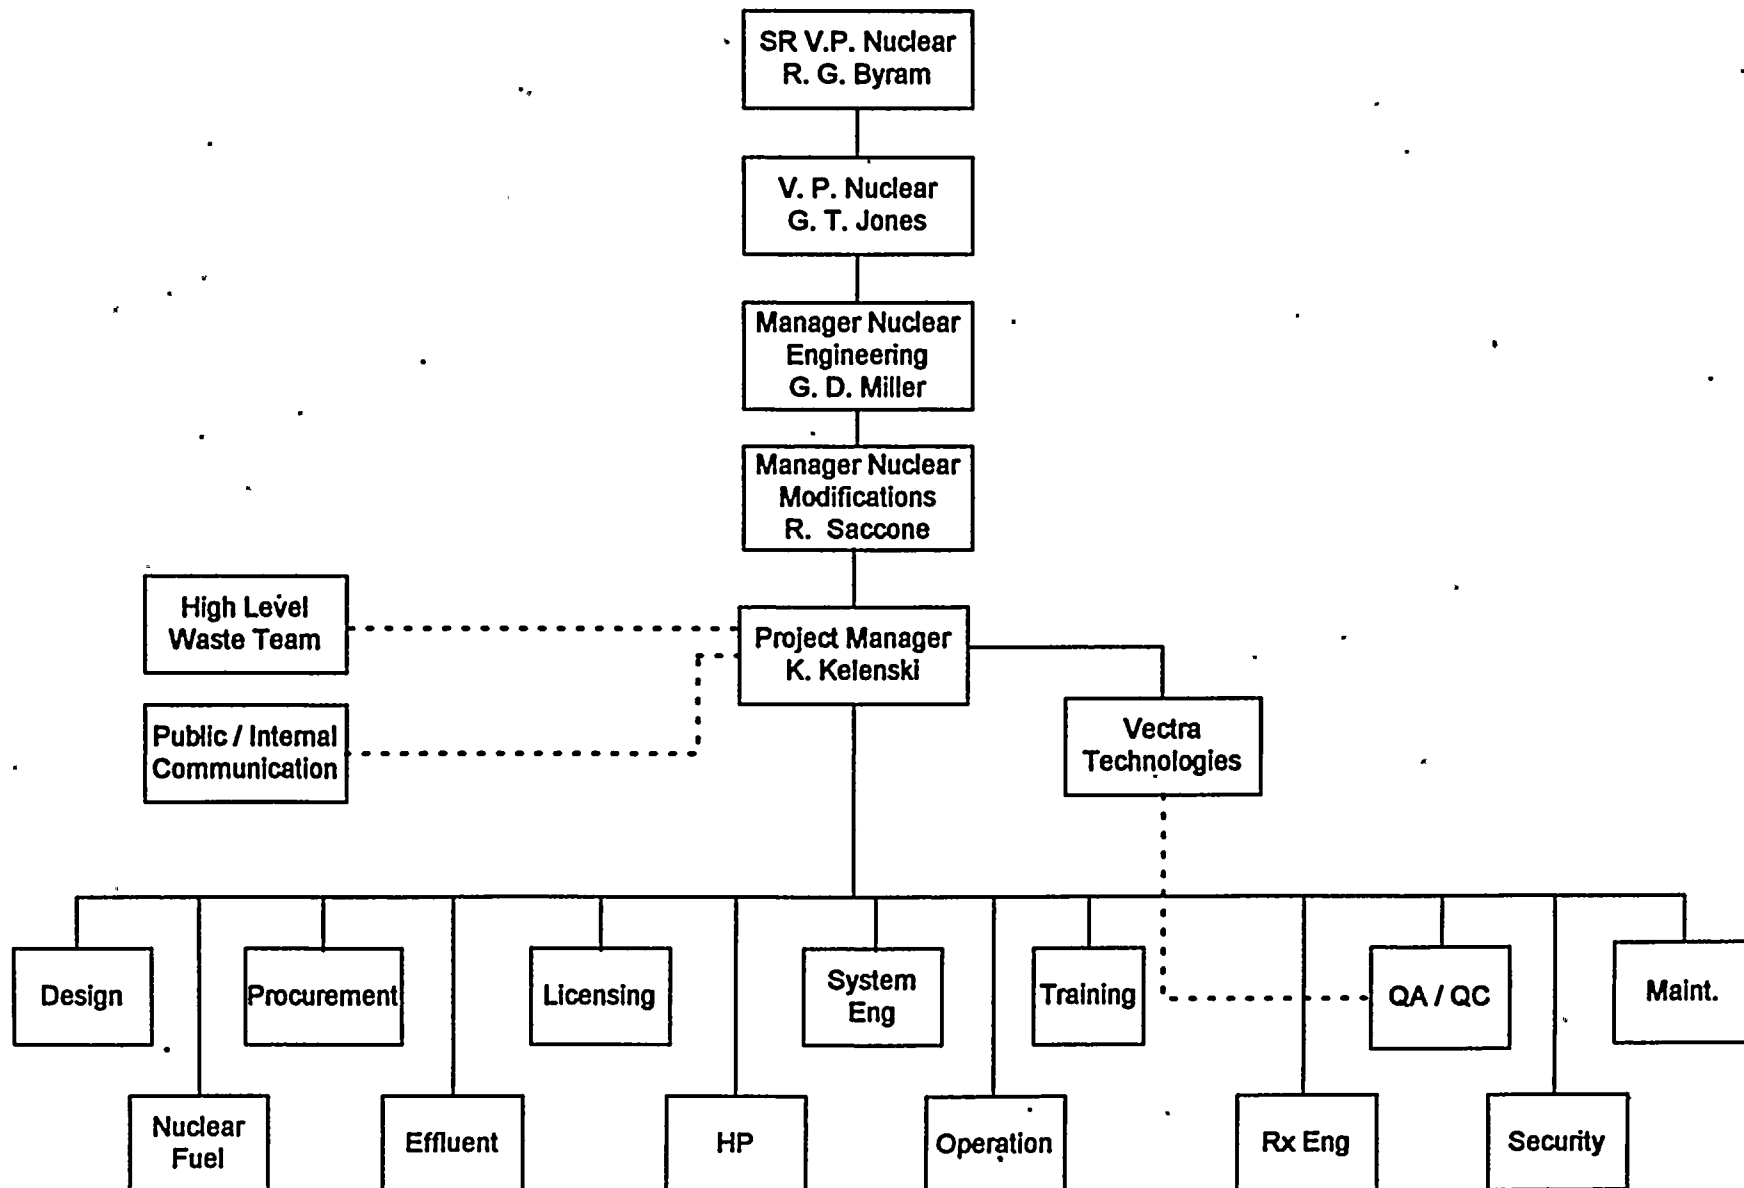 SR V.P. Nuclear
R. G. Byram
V. P. Nuclear
G. T. Jones
Manager Nuclear
Engineering
G. D. Miller
Manager Nuclear
Modifications
R. Saccone
High Level
Waste Team
Project Manager
K. Kelenski
Public / Internal
Communication
Vectra
Technologies
Design
Procurement
Licensing
System
Eng
Training
QA / QC
Maint.
Nuclear
Fuel
Effluent
HP
Operation
Rx Eng
Security